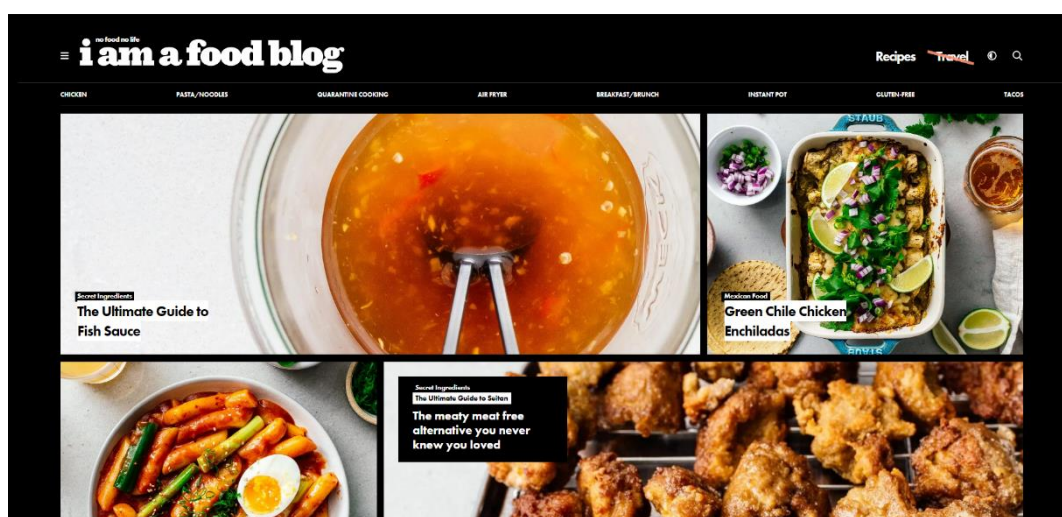 no food no life
i am a food blog
Recipes Travel
CHICKEN PASTA/NOODLES QUARANTINE COOKING AIR FRYER BREAKFAST/BRUNCH INSTANT POT GLUTEN-FREE TACOS
Secret Ingredients
The Ultimate Guide to
Fish Sauce
STAUB
Mexican Food
Green Chile Chicken
Enchiladas
STAUB
Secret Ingredients
The Ultimate Guide to Seitan
The meaty meat free
alternative you never
knew you loved